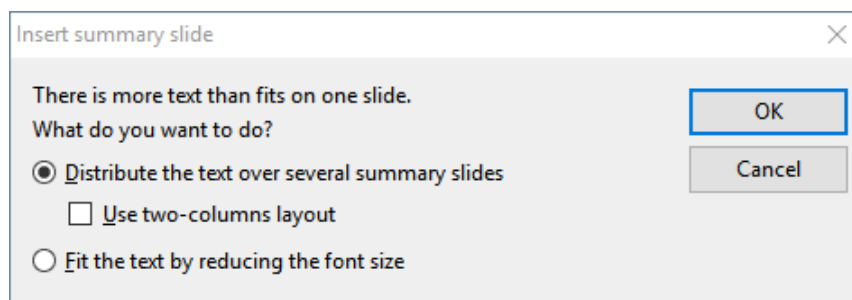 Insert summary slide
There is more text than fits on one slide.
What do you want to do?
OK
Distribute the text over several summary slides
Cancel
Use two-columns layout
Fit the text by reducing the font size